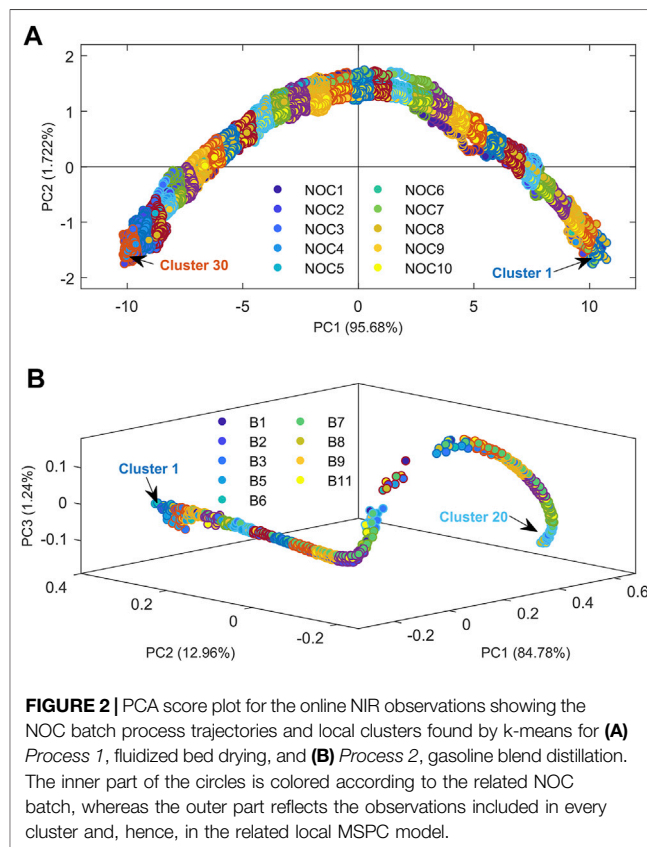 A
2
1
0
-1
-2
PC2 (1.722%)
NOC1 NOC6
NOC2 NOC7
NOC3 NOC8
NOC4 NOC9
NOC5 NOC10
Cluster 30
Cluster 1
-10 -5 0 5 10
PC1 (95.68%)
B
B1 B7
B2 B8
B3 B9
B5 B11
B6
Cluster 1
Cluster 20
0.1
0
-0.1
PC3 (1.24%)
0.4 0.2 0 -0.2
PC2 (12.96%)
-0.2 0 0.2 0.4 0.6
PC1 (84.78%)
FIGURE 2 | PCA score plot for the online NIR observations showing the
NOC batch process trajectories and local clusters found by k-means for (A)
Process 1, fluidized bed drying, and (B) Process 2, gasoline blend distillation.
The inner part of the circles is colored according to the related NOC
batch, whereas the outer part reflects the observations included in every
cluster and, hence, in the related local MSPC model.